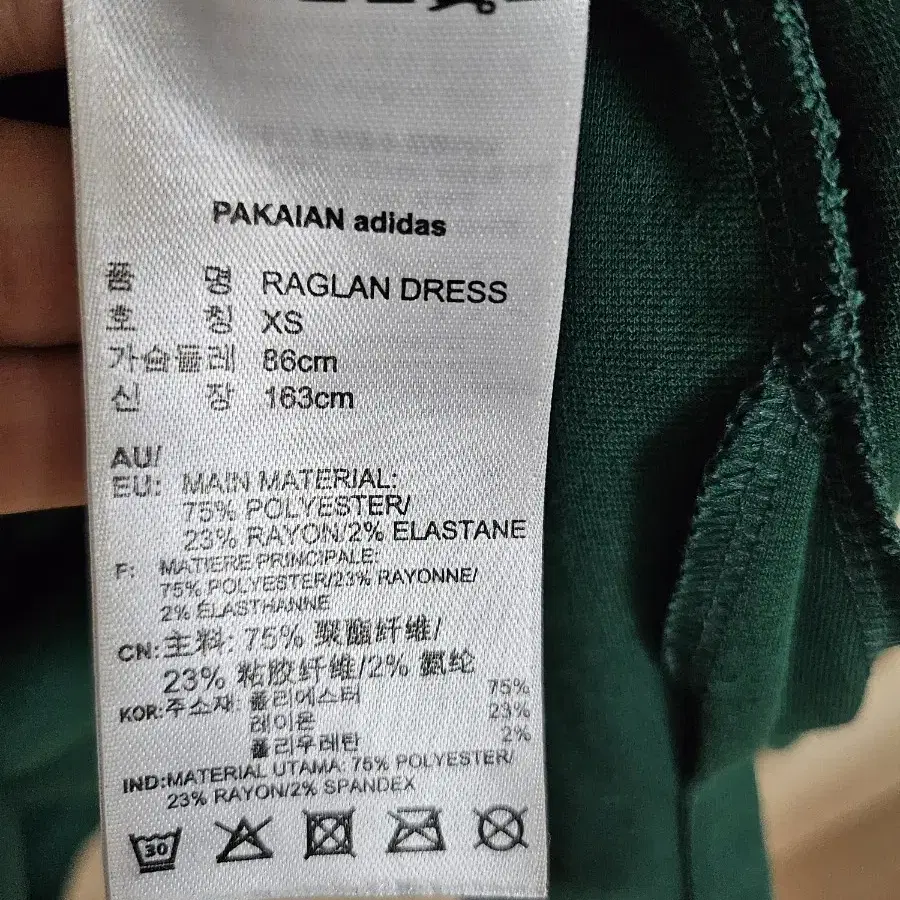 PAKAIAN adidas
품 명 RAGLAN DRESS
호 칭 XS
가슴둘레 86cm
신 장 163cm
AU/
EU: MAIN MATERIAL:
75% POLYESTER/
23% RAYON/2% ELASTANE
F: MATIERE PRINCIPALE:
75% POLYESTER/23% RAYONNE/
2% ÉLASTHANNE
CN:主料: 75% 聚酯纤维/
23% 粘胶纤维/2% 氨纶
KOR:주소재: 폴리에스터 75%
레이온 23%
폴리우레탄 2%
IND:MATERIAL UTAMA: 75% POLYESTER/
23% RAYON/2% SPANDEX
30